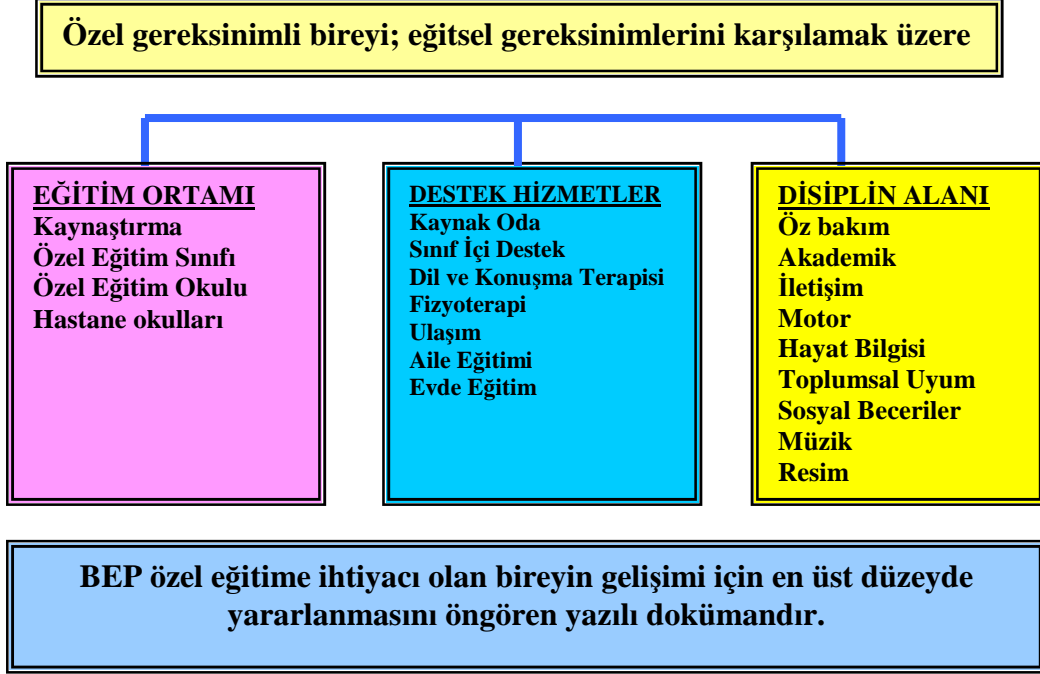 Özel gereksinimli bireyi; eğitsel gereksinimlerini karşılamak üzere
EĞİTİM ORTAMI
Kaynaştırma
Özel Eğitim Sınıfı
Özel Eğitim Okulu
Hastane okulları
DESTEK HİZMETLER
Kaynak Oda
Sınıf İçi Destek
Dil ve Konuşma Terapisi
Fizyoterapi
Ulaşım
Aile Eğitimi
Evde Eğitim
DİSİPLİN ALANI
Öz bakım
Akademik
İletişim
Motor
Hayat Bilgisi
Toplumsal Uyum
Sosyal Beceriler
Müzik
Resim
BEP özel eğitime ihtiyacı olan bireyin gelişimi için en üst düzeyde
yararlanmasını öngören yazılı dokümandır.